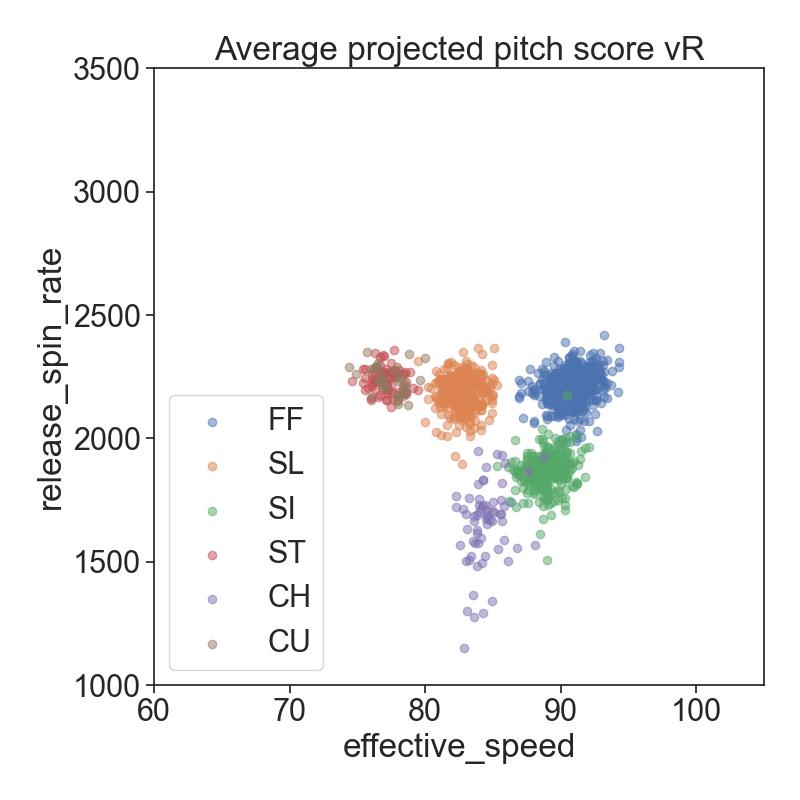 Average projected pitch score vR
3500
3000
2500
2000
1500
1000
release_spin_rate
FF
SL
SI
ST
CH
CU
60 70 80 90 100
effective_speed